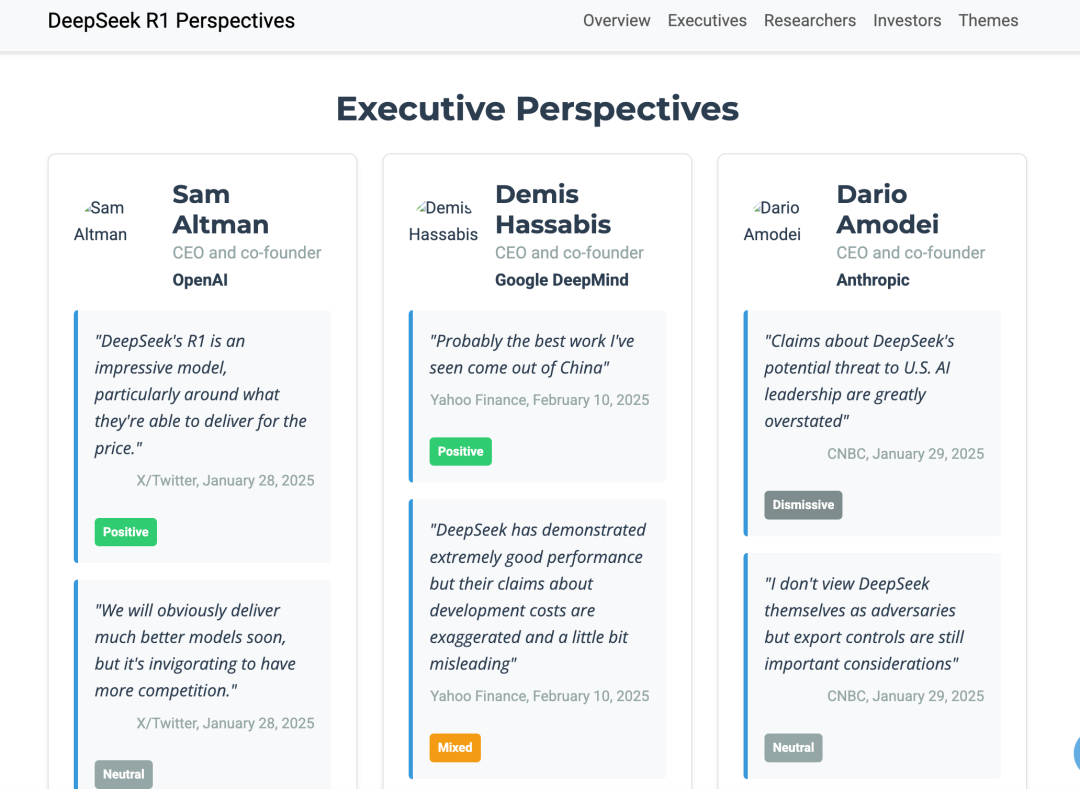 DeepSeek R1 Perspectives
Overview Executives Researchers Investors Themes
Executive Perspectives
Sam
Altman
Sam
Altman
CEO and co-founder
OpenAI
"DeepSeek's R1 is an
impressive model,
particularly around what
they're able to deliver for the
price."
X/Twitter, January 28, 2025
Positive
"We will obviously deliver
much better models soon,
but it's invigorating to have
more competition."
X/Twitter, January 28, 2025
Neutral
Demis
Hassabis
Demis
Hassabis
CEO and co-founder
Google DeepMind
"Probably the best work I've
seen come out of China"
Yahoo Finance, February 10, 2025
Positive
"DeepSeek has demonstrated
extremely good performance
but their claims about
development costs are
exaggerated and a little bit
misleading"
Yahoo Finance, February 10, 2025
Mixed
Dario
Amodei
Dario
Amodei
CEO and co-founder
Anthropic
"Claims about DeepSeek's
potential threat to U.S. AI
leadership are greatly
overstated"
CNBC, January 29, 2025
Dismissive
"I don't view DeepSeek
themselves as adversaries
but export controls are still
important considerations"
CNBC, January 29, 2025
Neutral